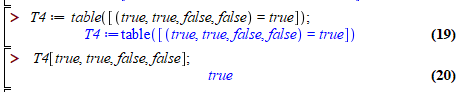 > T4 := table([(true, true, false, false) = true]);
T4 := table([(true, true, false, false) = true]) (19)
> T4[true, true, false, false];
true (20)